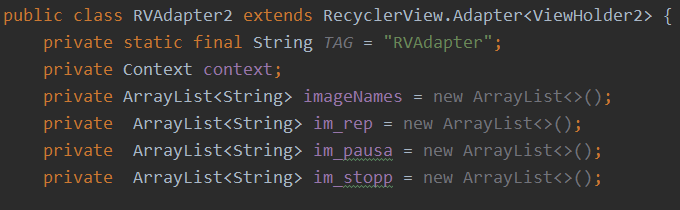 public class RVAdapter2 extends RecyclerView.Adapter<ViewHolder2> {
    private static final String TAG = "RVAdapter";
    private Context context;
    private ArrayList<String> imageNames = new ArrayList<>();
    private  ArrayList<String> im_rep = new ArrayList<>();
    private  ArrayList<String> im_pausa = new ArrayList<>();
    private  ArrayList<String> im_stopp = new ArrayList<>();